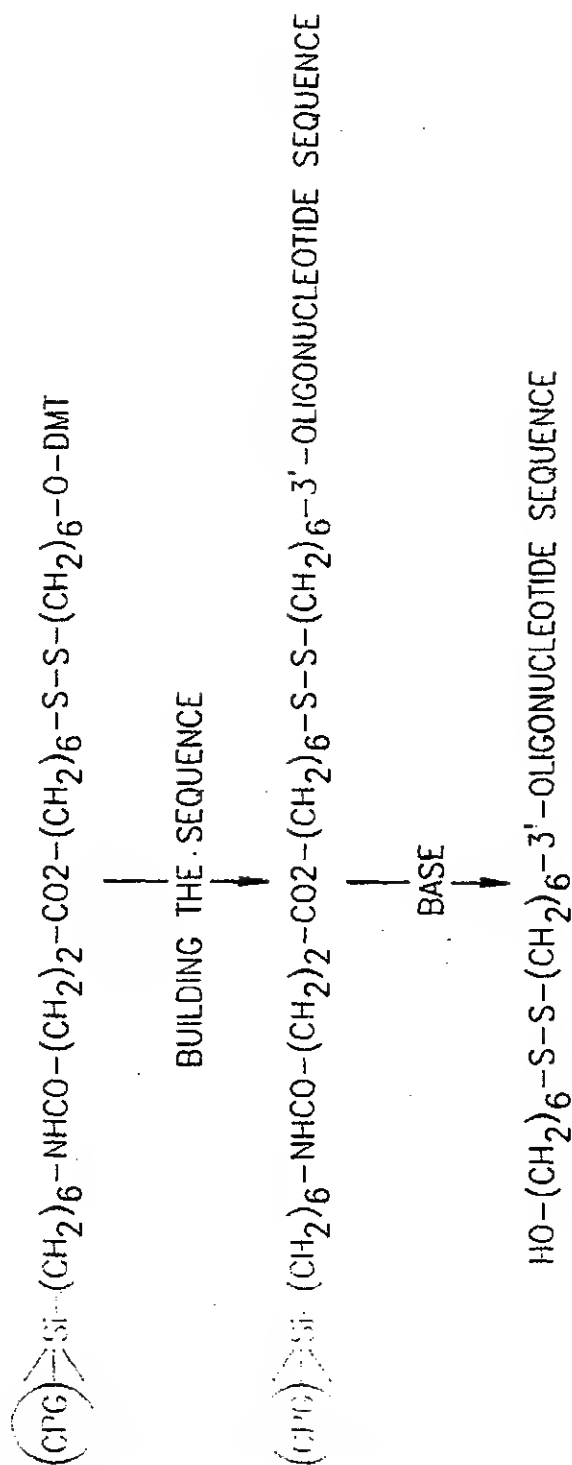 (CPG) Si (CH2)6-NHCO-(CH2)2-CO2-(CH2)6-S-S-(CH2)6-O-DMT
BUILDING THE SEQUENCE
(CPG) Si (CH2)6-NHCO-(CH2)2-CO2-(CH2)6-S-S-(CH2)6-3'-OLIGONUCLEOTIDE SEQUENCE
BASE
HO-(CH2)6-S-S-(CH2)6-3'-OLIGONUCLEOTIDE SEQUENCE